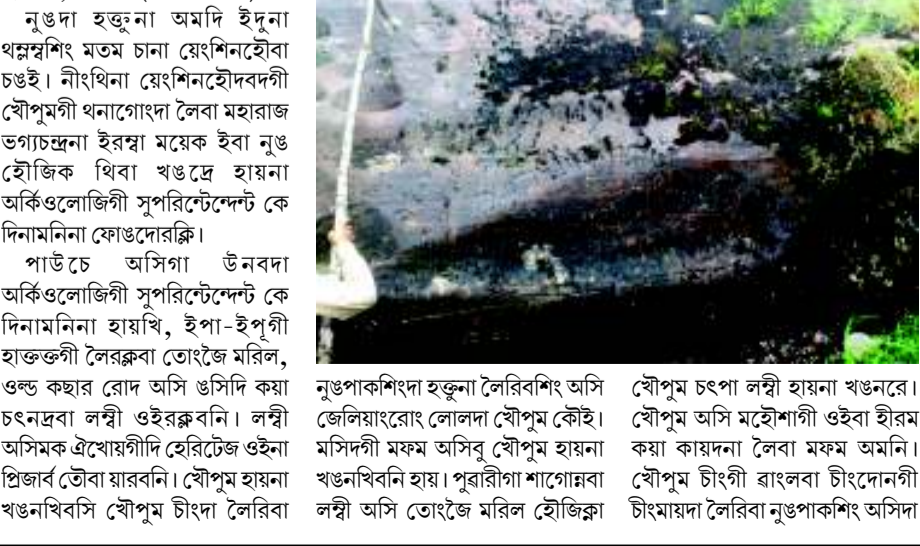 নুঙদা হক্তুনা অমদি ইদুনা
থম্লম্বশিং মতম চানা য়েংশিনহৌবা
চঙই। নীংথিনা য়েংশিনহৌদবদগী
খৌপুমগী থনাগোংদা লৈবা মহারাজ
ভগ্যচন্দ্রনা ইরম্বা ময়েক ইবা নুঙ
হৌজিক থিবা খঙদ্রে হায়না
অর্কিওলোজিগী সুপরিন্টেন্দেন্ট কে
দিনামনিনা ফোঙদোরক্লি।
পাউচে অসিগা উনবদা
অর্কিওলোজিগী সুপরিন্টেন্দেন্ট কে
দিনামনিনা হায়খি, ইপা-ইপূগী
হাক্তক্তগী লৈরক্লবা তোংজৈ মরিল,
ওল্ড কছার রোদ অসি ঙসিদি কয়া
চৎনদ্রবা লম্বী ওইরক্লবনি। লম্বী
অসিমক ঐখোয়গীদি হেরিটেজ ওইনা
প্রিজার্ব তৌবা য়ারবনি। খৌপুম হায়না
খঙনখিবসি খৌপুম চীংদা লৈরিবা
নুঙপাকশিংদা হক্তুনা লৈরিবশিং অসি
জেলিয়াংরোং লোলদা খৌপুম কৌই।
মসিদগী মফম অসিবু খৌপুম হায়না
খঙনখিবনি হায়। পুৱারীগা শাগোন্নবা
লম্বী অসি তোংজৈ মরিল হৌজিক্না
খৌপুম চৎপা লম্বী হায়না খঙনরে।
খৌপুম অসি মহৌশাগী ওইবা হীরম
কয়া কায়দনা লৈবা মফম অমনি।
খৌপুম চীংগী ৱাংলবা চীংদোনগী
চীংমায়দা লৈরিবা নুঙপাকশিং অসিদা